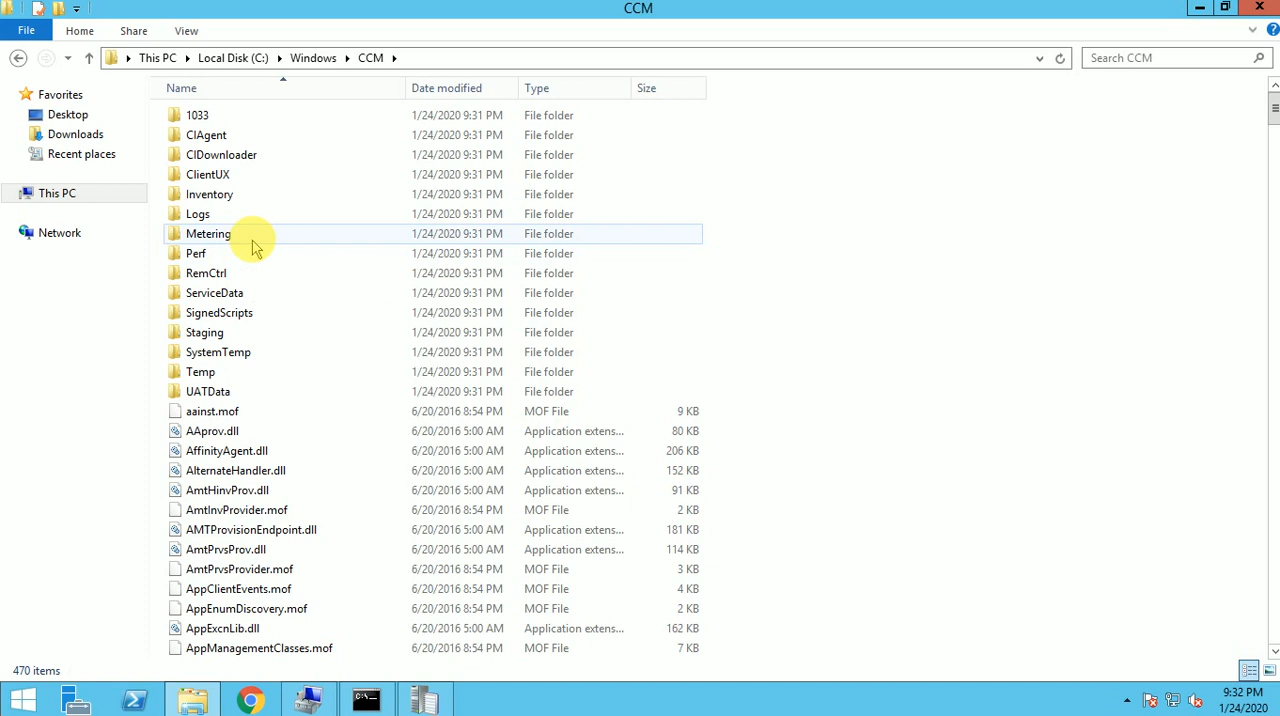 CCM
File Home Share View
This PC Local Disk (C:) Windows CCM
Search CCM
Name Date modified Type Size
Favorites
Desktop
Downloads
Recent places
This PC
Network
1033 1/24/2020 9:31 PM File folder
CIAgent 1/24/2020 9:31 PM File folder
CIDownloader 1/24/2020 9:31 PM File folder
ClientUX 1/24/2020 9:31 PM File folder
Inventory 1/24/2020 9:31 PM File folder
Logs 1/24/2020 9:31 PM File folder
Metering 1/24/2020 9:31 PM File folder
Perf 1/24/2020 9:31 PM File folder
RemCtrl 1/24/2020 9:31 PM File folder
ServiceData 1/24/2020 9:31 PM File folder
SignedScripts 1/24/2020 9:31 PM File folder
Staging 1/24/2020 9:31 PM File folder
SystemTemp 1/24/2020 9:31 PM File folder
Temp 1/24/2020 9:31 PM File folder
UATData 1/24/2020 9:31 PM File folder
aainst.mof 6/20/2016 8:54 PM MOF File 9 KB
AAprov.dll 6/20/2016 5:00 AM Application extens... 80 KB
AffinityAgent.dll 6/20/2016 5:00 AM Application extens... 206 KB
AlternateHandler.dll 6/20/2016 5:00 AM Application extens... 152 KB
AmtHinvProv.dll 6/20/2016 5:00 AM Application extens... 91 KB
AmtInvProvider.mof 6/20/2016 8:54 PM MOF File 2 KB
AMTProvisionEndpoint.dll 6/20/2016 5:00 AM Application extens... 181 KB
AmtPrvsProv.dll 6/20/2016 5:00 AM Application extens... 114 KB
AmtPrvsProvider.mof 6/20/2016 8:54 PM MOF File 3 KB
AppClientEvents.mof 6/20/2016 8:54 PM MOF File 4 KB
AppEnumDiscovery.mof 6/20/2016 8:54 PM MOF File 2 KB
AppExcnLib.dll 6/20/2016 5:00 AM Application extens... 162 KB
AppManagementClasses.mof 6/20/2016 8:54 PM MOF File 7 KB
470 items
9:32 PM
1/24/2020